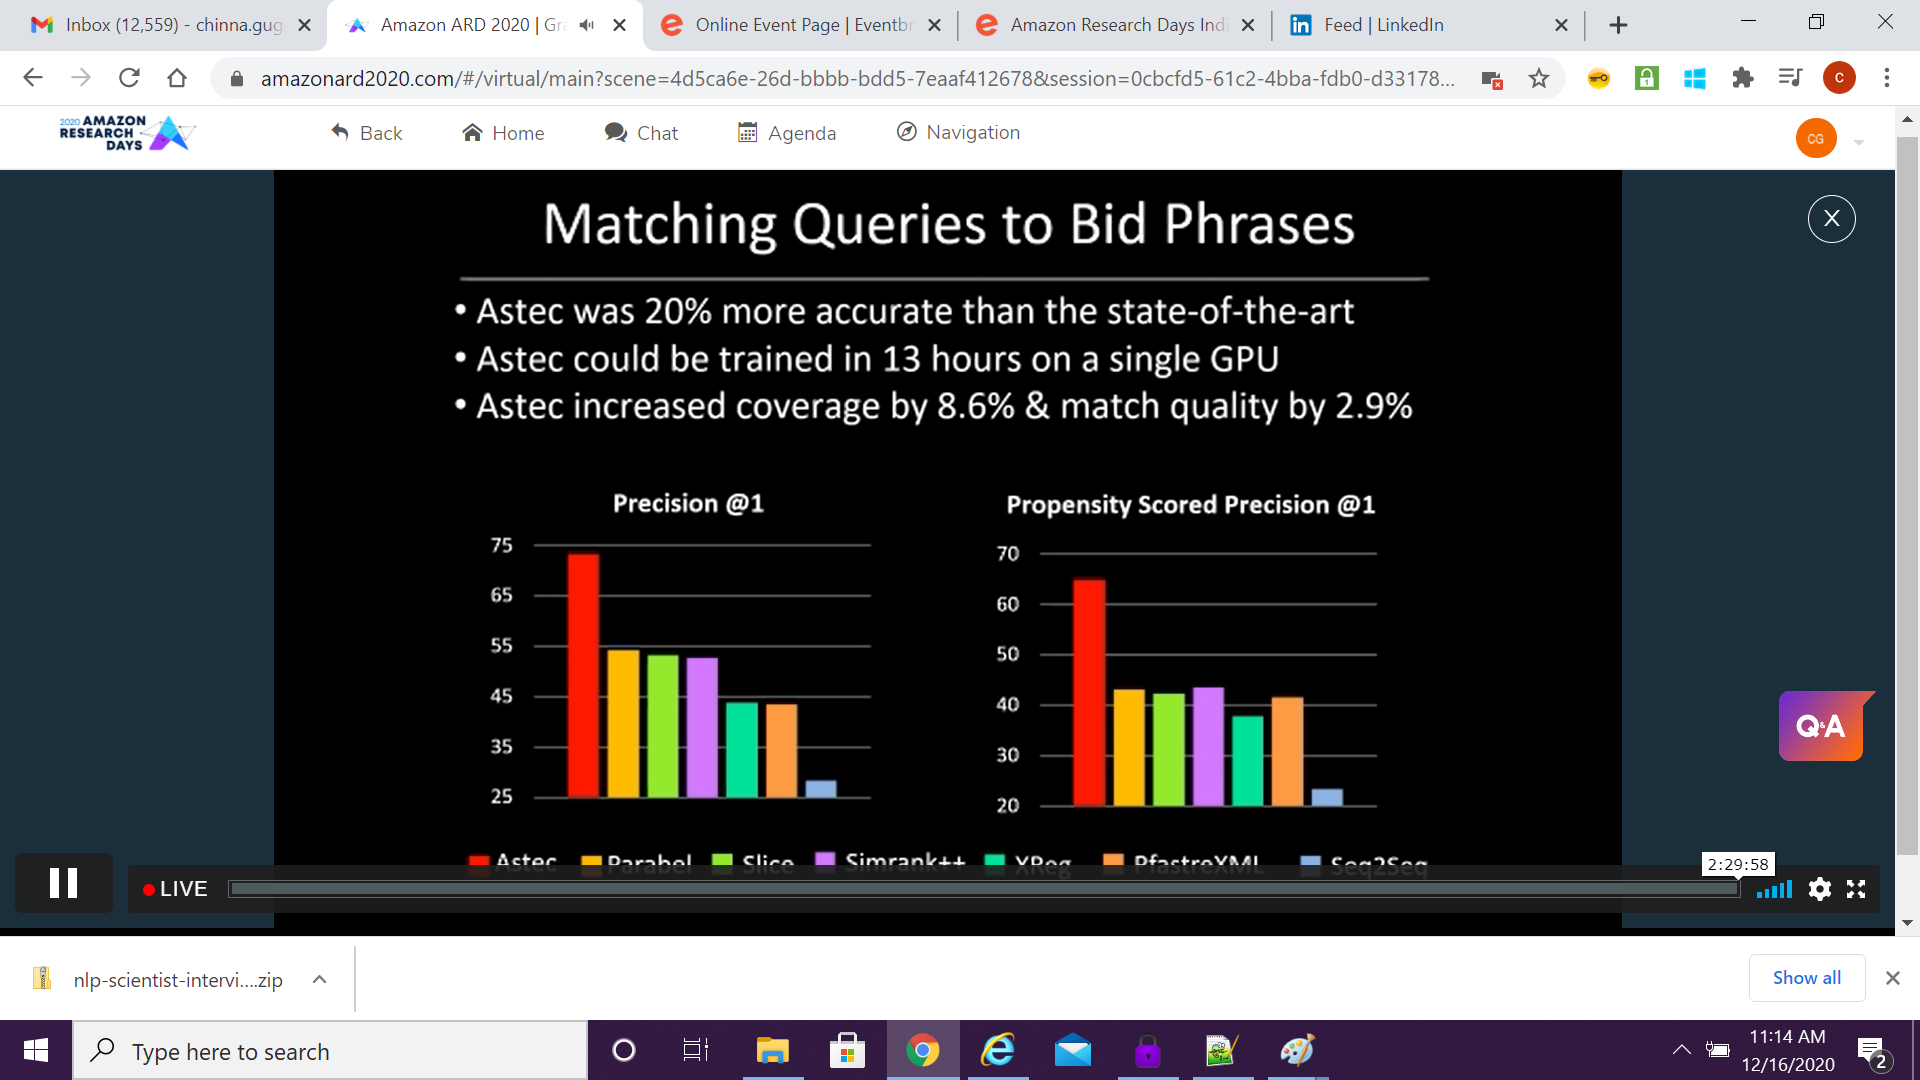 Inbox (12,559) - chinna.gug
Amazon ARD 2020 | Gra
Online Event Page | Eventbr
Amazon Research Days Indi
Feed | LinkedIn
amazonard2020.com/#/virtual/main?scene=4d5ca6e-26d-bbbb-bdd5-7eaaf412678&session=0cbcfd5-61c2-4bba-fdb0-d33178...
C
2020 AMAZON
RESEARCH
DAYS
Back
Home
Chat
Agenda
Navigation
CG
Matching Queries to Bid Phrases
X
• Astec was 20% more accurate than the state-of-the-art
• Astec could be trained in 13 hours on a single GPU
• Astec increased coverage by 8.6% & match quality by 2.9%
Precision @1
75
65
55
45
35
25
Propensity Scored Precision @1
70
60
50
40
30
20
Q&A
Astec Parabel Slice Simrank++ XReg PfastreXML Seq2Seq
LIVE
2:29:58
nlp-scientist-intervi....zip
Show all
Type here to search
11:14 AM
12/16/2020
2